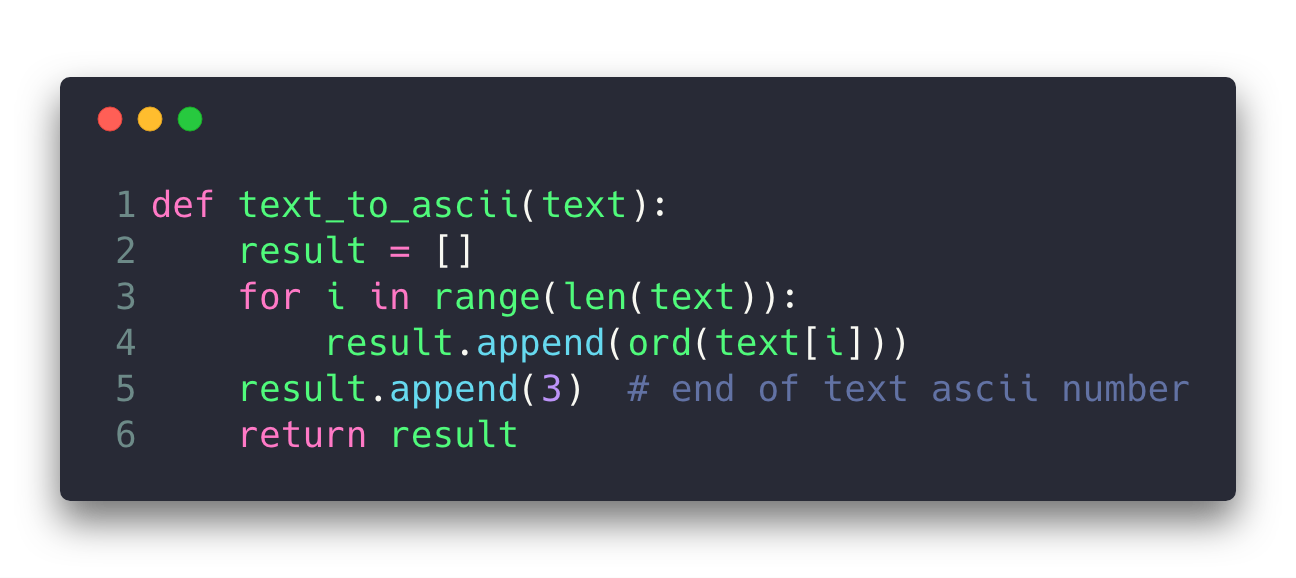 1 def text_to_ascii(text):
2     result = []
3     for i in range(len(text)):
4         result.append(ord(text[i]))
5     result.append(3)  # end of text ascii number
6     return result